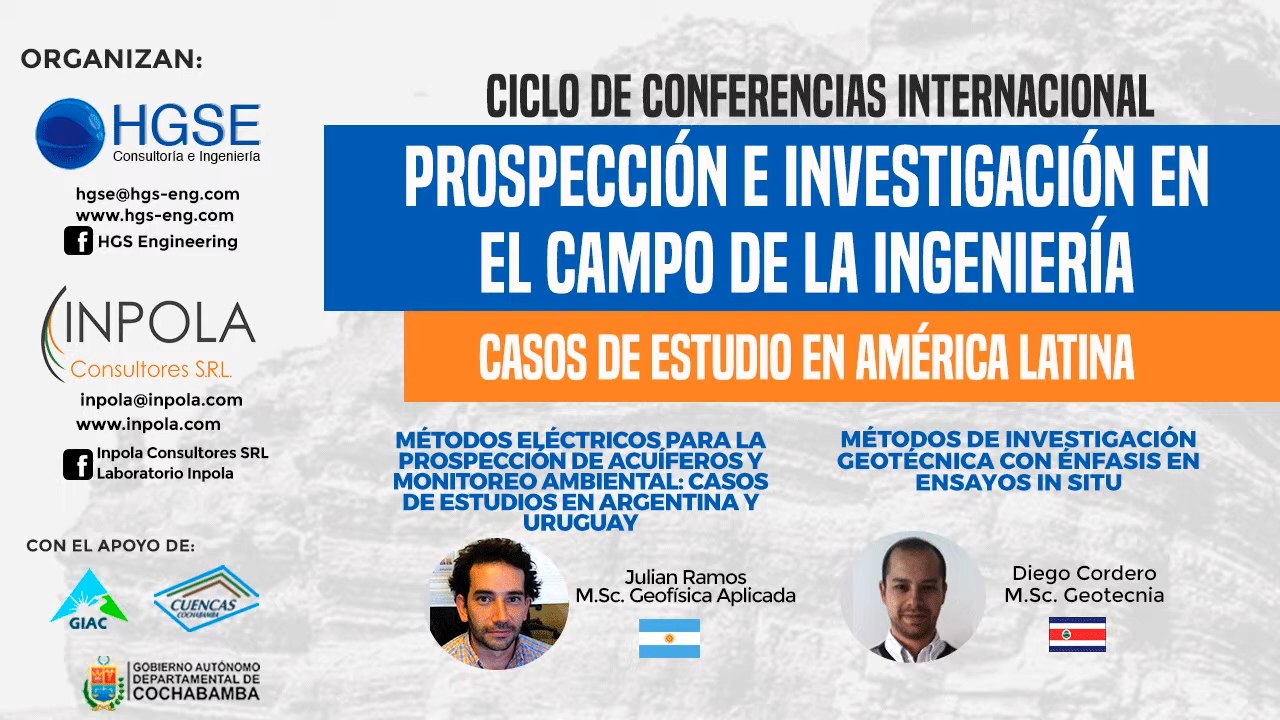 ORGANIZAN:
HGSE
Consultoría e Ingeniería
hgse@hgs-eng.com
www.hgs-eng.com
HGS Engineering
INPOLA
Consultores S.R.L.
inpola@inpola.com
www.inpola.com
Inpola Consultores SRL
Laboratorio Inpola
CON EL APOYO DE:
GIAC
CUENCAS
COCHABAMBA
GOBIERNO AUTÓNOMO
DEPARTAMENTAL DE
COCHABAMBA
CICLO DE CONFERENCIAS INTERNACIONAL
PROSPECCIÓN E INVESTIGACIÓN EN
EL CAMPO DE LA INGENIERÍA
CASOS DE ESTUDIO EN AMÉRICA LATINA
MÉTODOS ELÉCTRICOS PARA LA
PROSPECCIÓN DE ACUÍFEROS Y
MONITOREO AMBIENTAL: CASOS
DE ESTUDIOS EN ARGENTINA Y
URUGUAY
Julian Ramos
M.Sc. Geofísica Aplicada
MÉTODOS DE INVESTIGACIÓN
GEOTÉCNICA CON ÉNFASIS EN
ENSAYOS IN SITU
Diego Cordero
M.Sc. Geotecnia